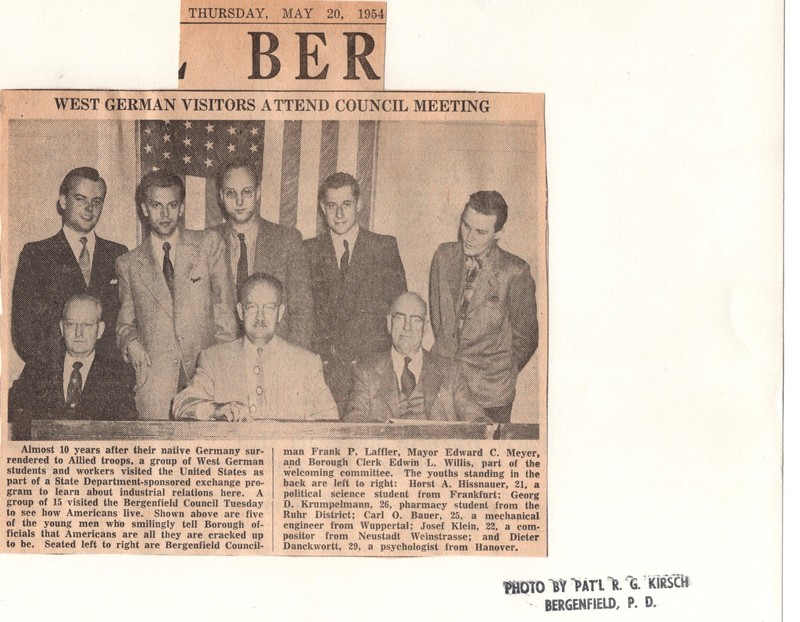 THURSDAY, MAY 20, 1954
BER
WEST GERMAN VISITORS ATTEND COUNCIL MEETING
Almost 10 years after their native Germany sur-
rendered to Allied troops, a group of West German
students and workers visited the United States as
part of a State Department-sponsored exchange pro-
gram to learn about industrial relations here. A
group of 15 visited the Bergenfield Council Tuesday
to see how Americans live. Shown above are five
of the young men who smilingly tell Borough of-
ficials that Americans are all they are cracked up
to be. Seated left to right are Bergenfield Council-
man Frank P. Laffler, Mayor Edward C. Meyer,
and Borough Clerk Edwin L. Willis, part of the
welcoming committee. The youths standing in the
back are left to right: Horst A. Hissnauer, 21, a
political science student from Frankfurt; Georg
D. Krumpelmann, 26, pharmacy student from the
Ruhr District; Carl O. Bauer, 25, a mechanical
engineer from Wuppertal; Josef Klein, 22, a com-
positor from Neustadt Weinstrasse; and Dieter
Danckwortt, 29, a psychologist from Hanover.
PHOTO BY PAT'L R. G. KIRSCH
BERGENFIELD, P. D.